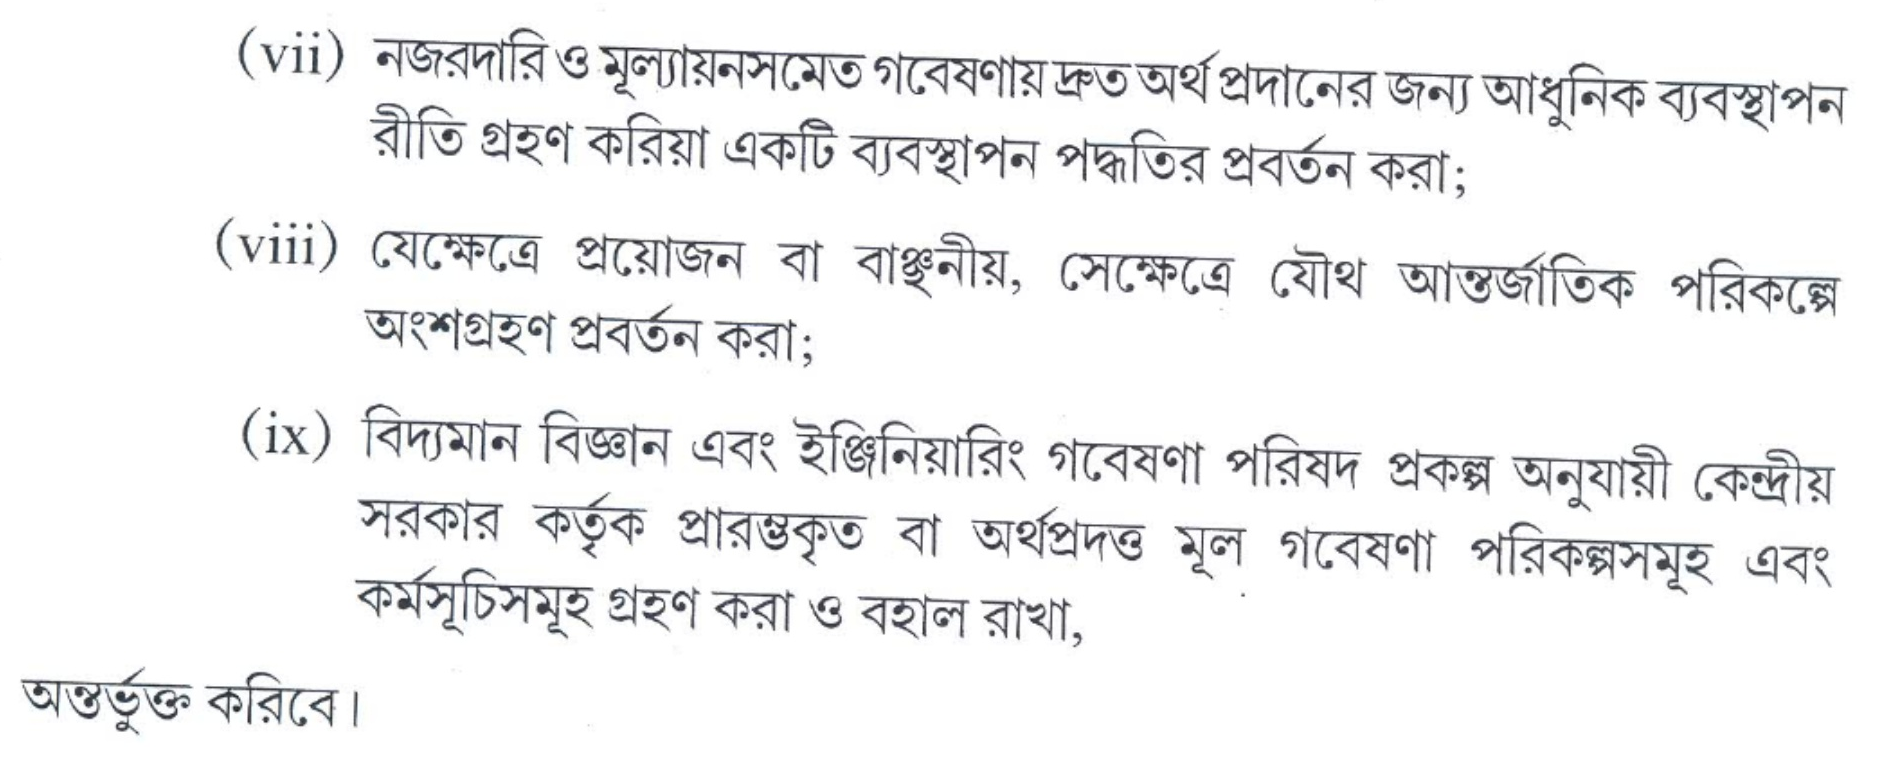 (vii) নজরদারি ও মূল্যায়নসমেত গবেষণায় দ্রুত অর্থ প্রদানের জন্য আধুনিক ব্যবস্থাপন
রীতি গ্রহণ করিয়া একটি ব্যবস্থাপন পদ্ধতির প্রবর্তন করা;
(viii) যেক্ষেত্রে প্রয়োজন বা বাঞ্ছনীয়, সেক্ষেত্রে যৌথ আন্তর্জাতিক পরিকল্পে
অংশগ্রহণ প্রবর্তন করা;
(ix) বিদ্যমান বিজ্ঞান এবং ইঞ্জিনিয়ারিং গবেষণা পরিষদ প্রকল্প অনুযায়ী কেন্দ্রীয়
সরকার কর্তৃক প্রারম্ভকৃত বা অর্থপ্রদত্ত মূল গবেষণা পরিকল্পসমূহ এবং
কর্মসূচিসমূহ গ্রহণ করা ও বহাল রাখা,
অন্তর্ভুক্ত করিবে।